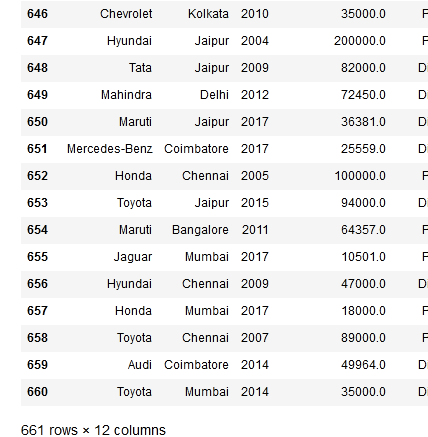 646 Chevrolet Kolkata 2010 35000.0
647 Hyundai Jaipur 2004 200000.0
648 Tata Jaipur 2009 82000.0
649 Mahindra Delhi 2012 72450.0
650 Maruti Jaipur 2017 36381.0
651 Mercedes-Benz Coimbatore 2017 25559.0
652 Honda Chennai 2005 100000.0
653 Toyota Jaipur 2015 94000.0
654 Maruti Bangalore 2011 64357.0
655 Jaguar Mumbai 2017 10501.0
656 Hyundai Chennai 2009 47000.0
657 Honda Mumbai 2017 18000.0
658 Toyota Chennai 2007 89000.0
659 Audi Coimbatore 2014 49964.0
660 Toyota Mumbai 2014 35000.0
661 rows × 12 columns